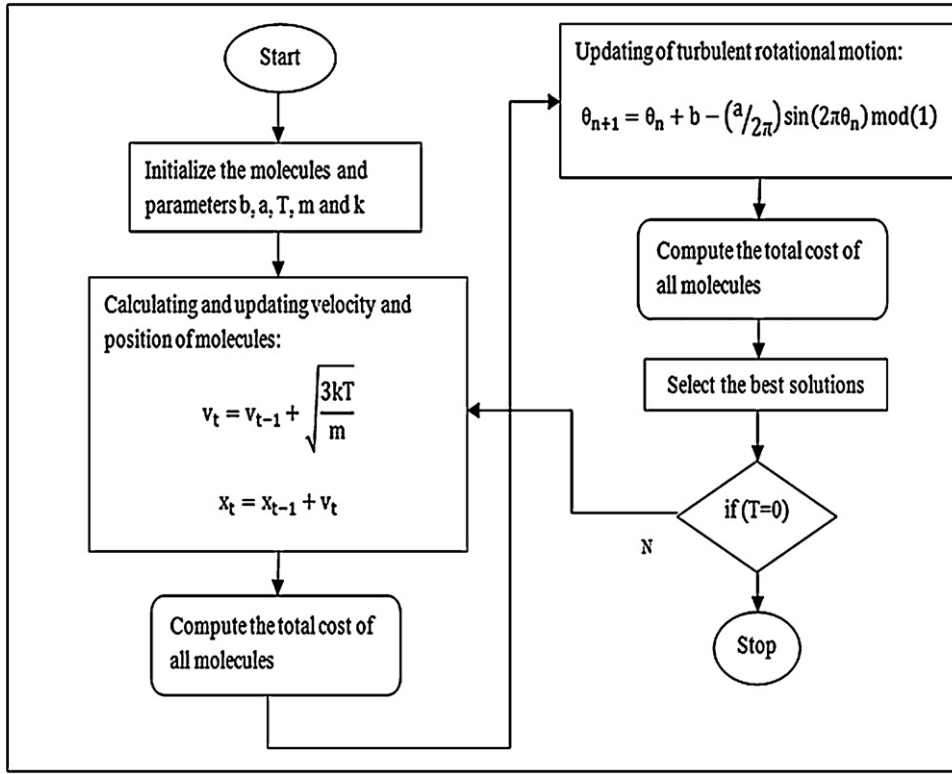 Start
Initialize the molecules and
parameters b, a, T, m and k
Calculating and updating velocity and
position of molecules:
v_t = v_{t−1} + √(3kT/m)
x_t = x_{t−1} + v_t
Compute the total cost of
all molecules
Updating of turbulent rotational motion:
θ_{n+1} = θ_n + b − (a/2π) sin(2πθ_n) mod(1)
Compute the total cost of
all molecules
Select the best solutions
if (T=0)
N
Stop